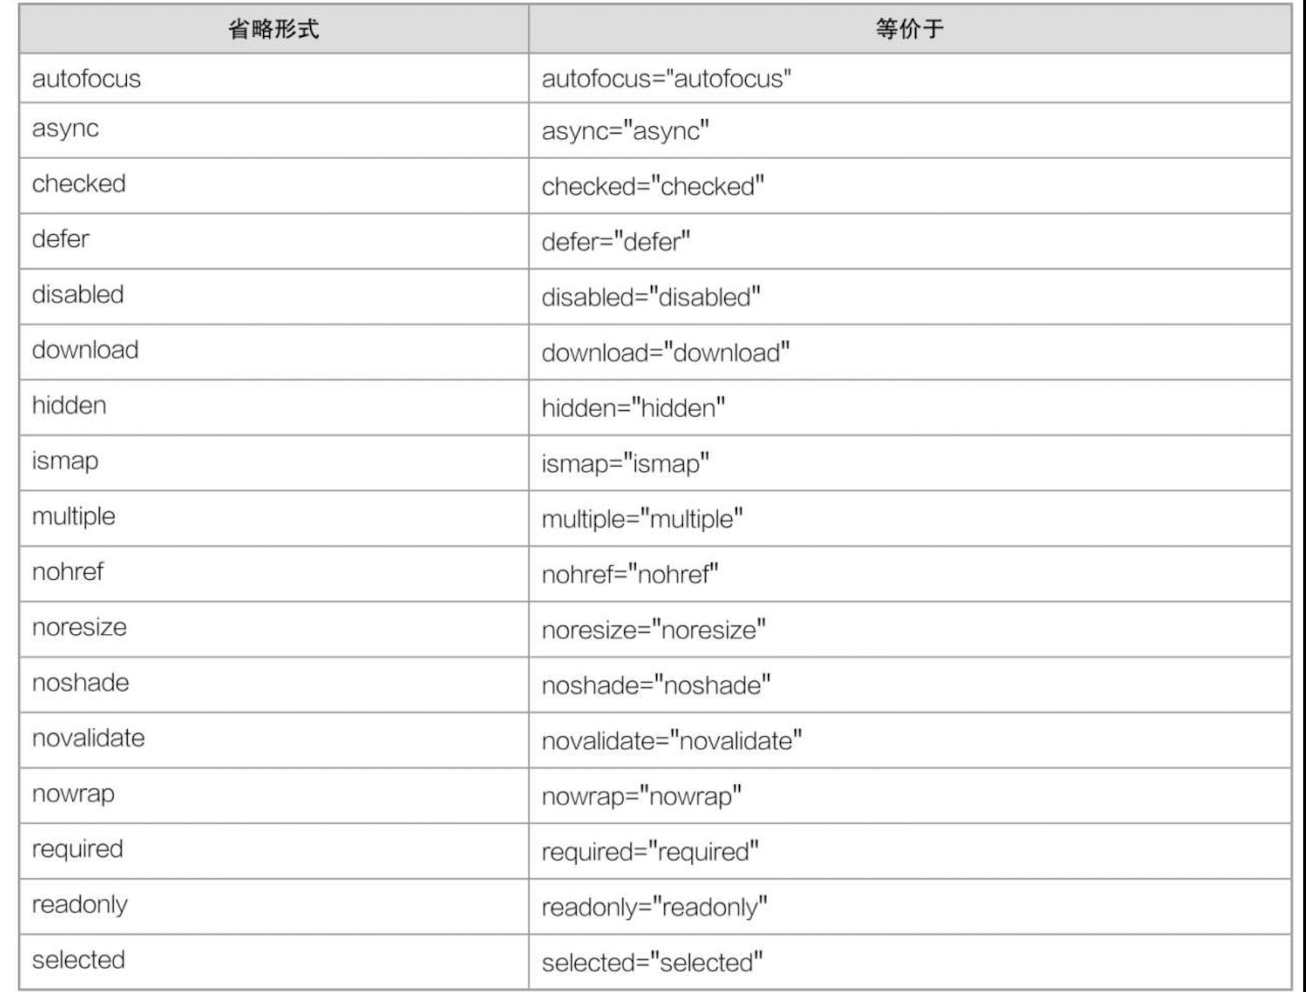 省略形式 等价于
autofocus autofocus="autofocus"
async async="async"
checked checked="checked"
defer defer="defer"
disabled disabled="disabled"
download download="download"
hidden hidden="hidden"
ismap ismap="ismap"
multiple multiple="multiple"
nohref nohref="nohref"
noresize noresize="noresize"
noshade noshade="noshade"
novalidate novalidate="novalidate"
nowrap nowrap="nowrap"
required required="required"
readonly readonly="readonly"
selected selected="selected"